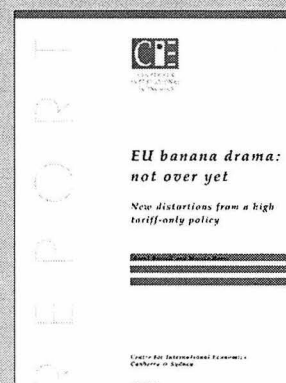 REPORT
CIE
EU banana drama:
not over yet
New distortions from a high
tariff-only policy
Centre for International Economics
Canberra & Sydney